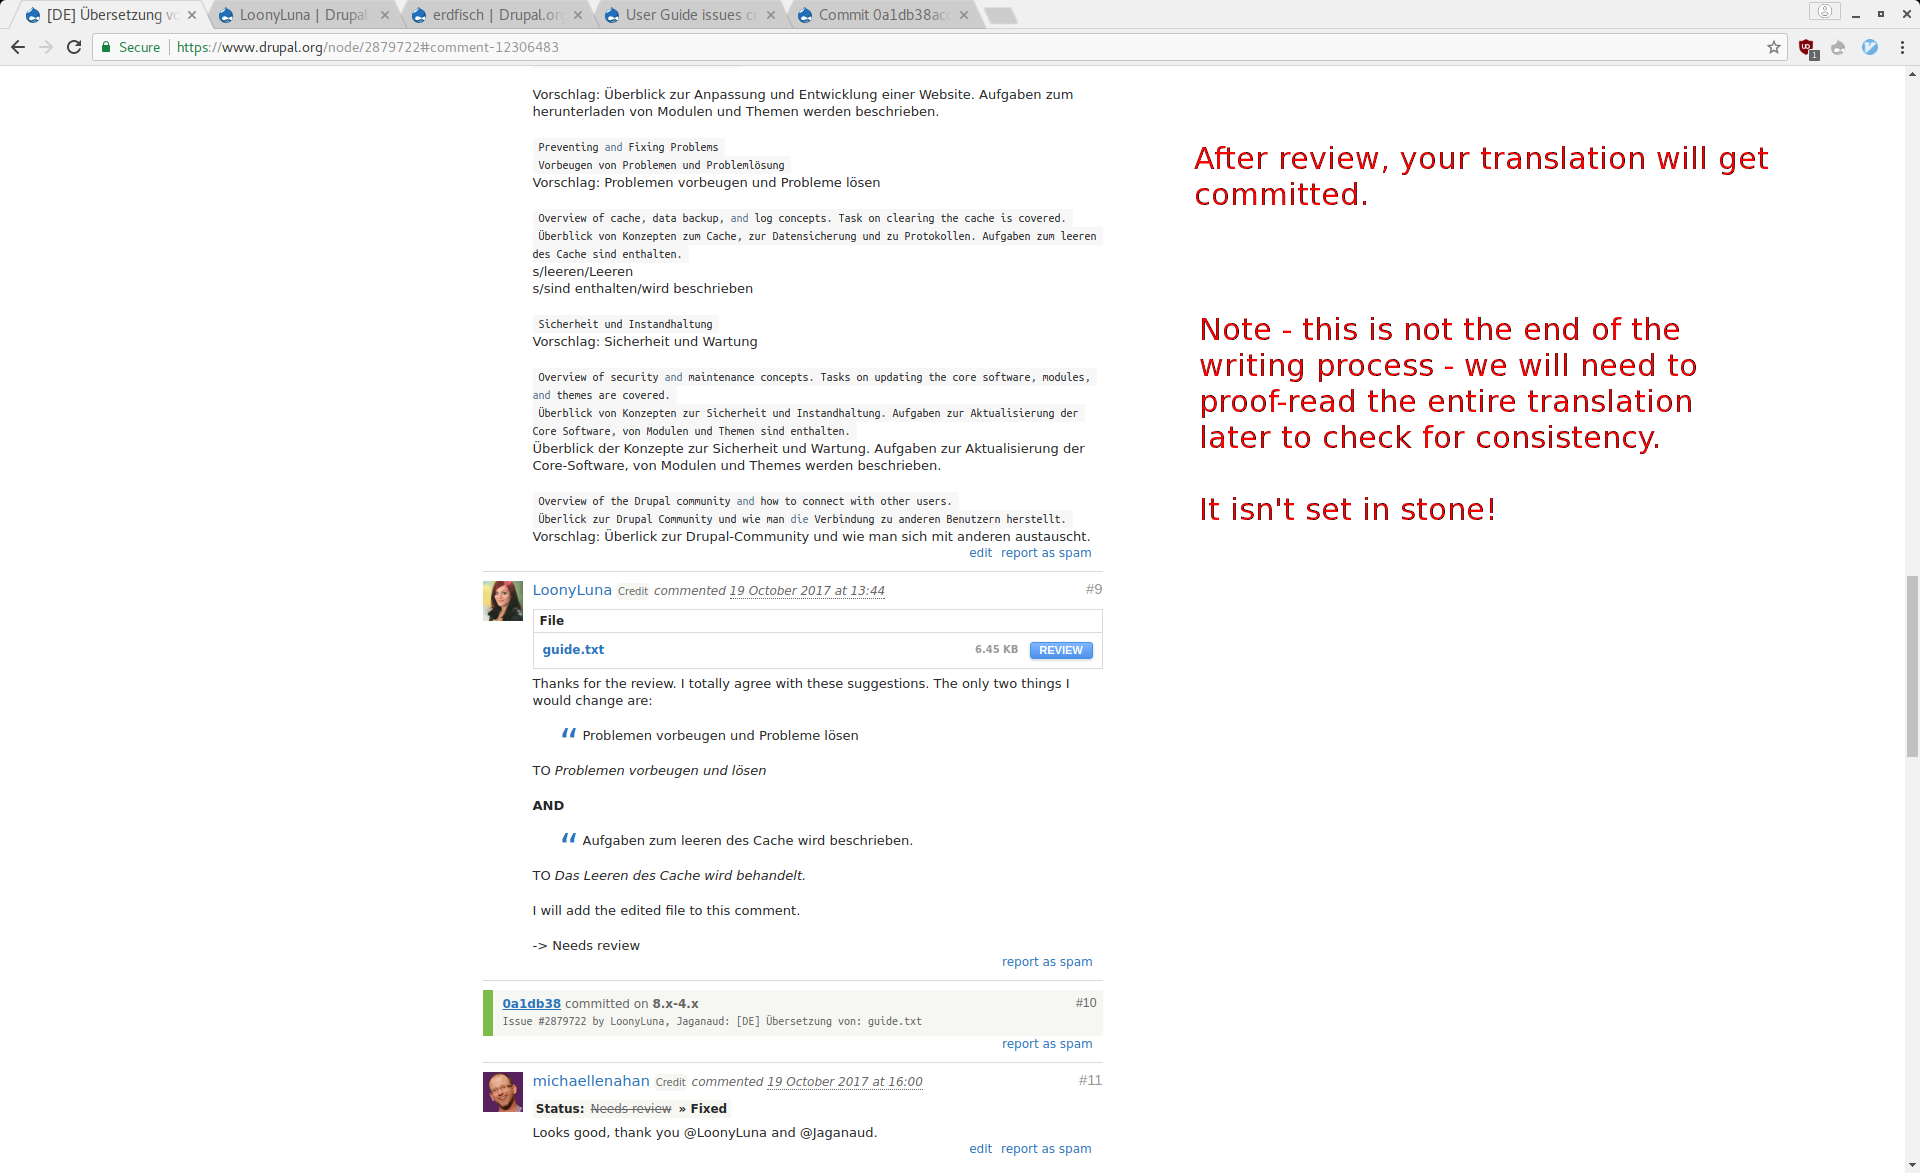 [DE] Übersetzung vo
LoonyLuna | Drupal.
erdfisch | Drupal.or
User Guide issues c
Commit 0a1db38acc
Secure
https://www.drupal.org/node/2879722#comment-12306483
1
Vorschlag: Überblick zur Anpassung und Entwicklung einer Website. Aufgaben zum
herunterladen von Modulen und Themen werden beschrieben.
Preventing and Fixing Problems
Vorbeugen von Problemen und Problemlösung
Vorschlag: Problemen vorbeugen und Probleme lösen
Overview of cache, data backup, and log concepts. Task on clearing the cache is covered.
Überblick von Konzepten zum Cache, zur Datensicherung und zu Protokollen. Aufgaben zum leeren
des Cache sind enthalten.
s/leeren/Leeren
s/sind enthalten/wird beschrieben
Sicherheit und Instandhaltung
Vorschlag: Sicherheit und Wartung
Overview of security and maintenance concepts. Tasks on updating the core software, modules,
and themes are covered.
Überblick von Konzepten zur Sicherheit und Instandhaltung. Aufgaben zur Aktualisierung der
Core Software, von Modulen und Themen sind enthalten.
Überblick der Konzepte zur Sicherheit und Wartung. Aufgaben zur Aktualisierung der
Core-Software, von Modulen und Themes werden beschrieben.
Overview of the Drupal community and how to connect with other users.
Überlick zur Drupal Community und wie man die Verbindung zu anderen Benutzern herstellt.
Vorschlag: Überlick zur Drupal-Community und wie man sich mit anderen austauscht.
edit report as spam
LoonyLuna Credit commented 19 October 2017 at 13:44 #9
File
guide.txt 6.45 KB REVIEW
Thanks for the review. I totally agree with these suggestions. The only two things I
would change are:
“ Problemen vorbeugen und Probleme lösen
TO Problemen vorbeugen und lösen
AND
“ Aufgaben zum leeren des Cache wird beschrieben.
TO Das Leeren des Cache wird behandelt.
I will add the edited file to this comment.
-> Needs review
report as spam
0a1db38 committed on 8.x-4.x #10
Issue #2879722 by LoonyLuna, Jaganaud: [DE] Übersetzung von: guide.txt
report as spam
michaellenahan Credit commented 19 October 2017 at 16:00 #11
Status: Needs review » Fixed
Looks good, thank you @LoonyLuna and @Jaganaud.
edit report as spam
After review, your translation will get
committed.
Note - this is not the end of the
writing process - we will need to
proof-read the entire translation
later to check for consistency.
It isn't set in stone!